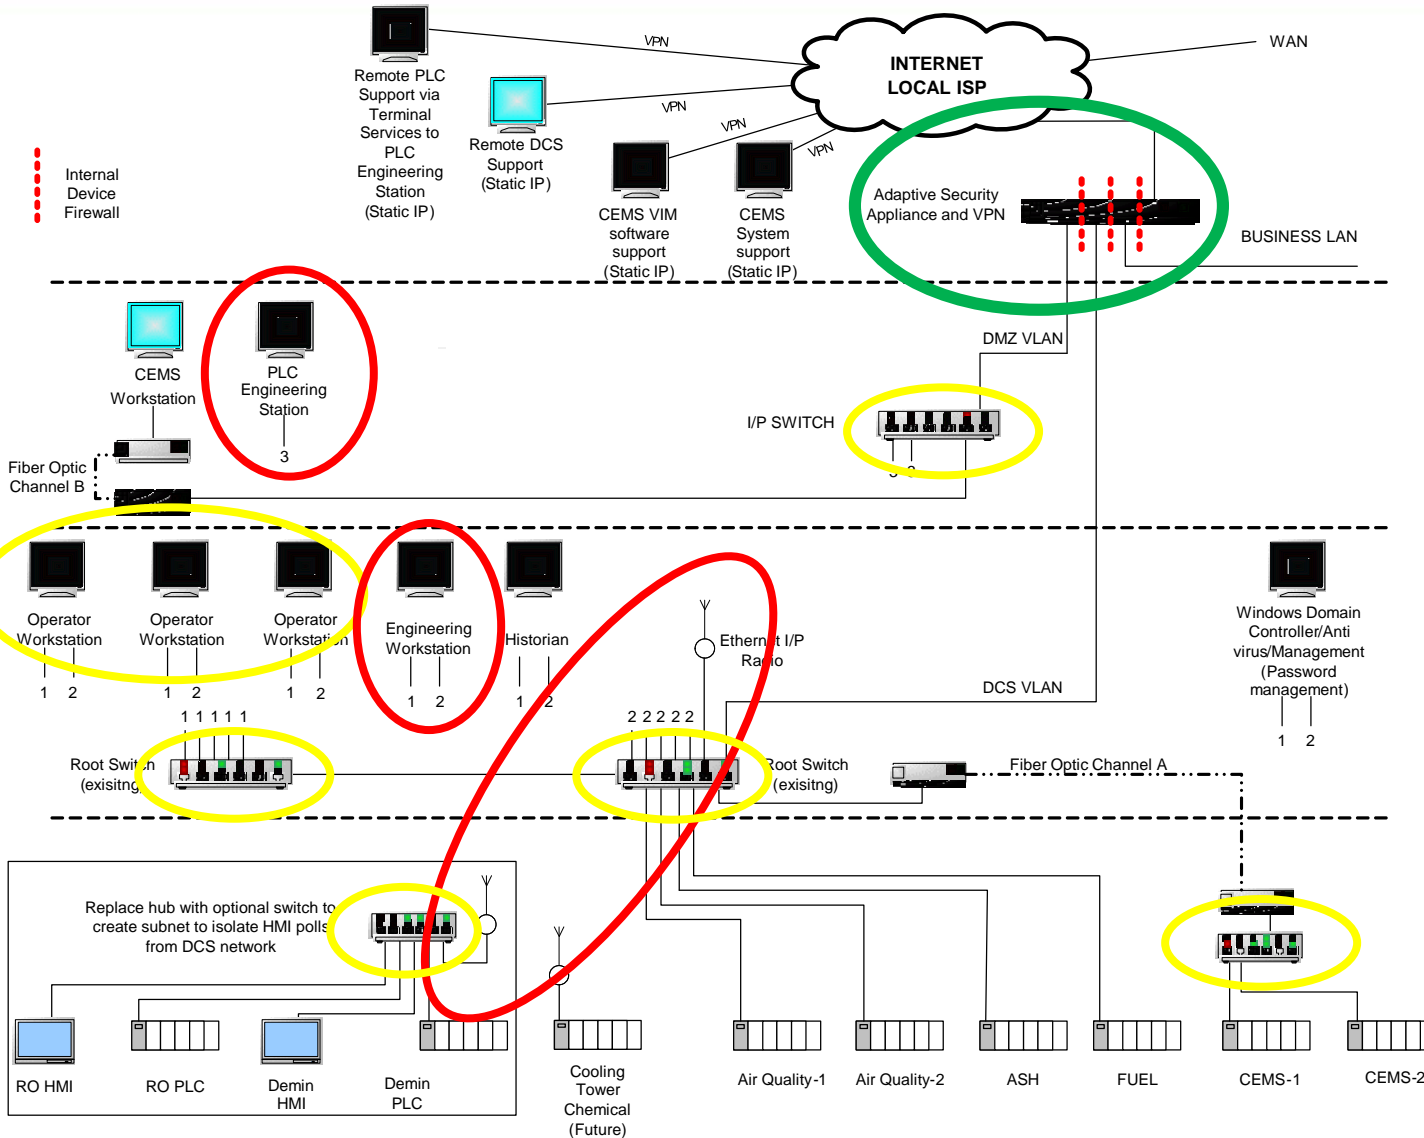 VPN
INTERNET
LOCAL ISP
WAN
Remote PLC
Support via
Terminal
Services to
PLC
Engineering
Station
(Static IP)
VPN
Remote DCS
Support
(Static IP)
VPN
VPN
CEMS VIM
software
support
(Static IP)
CEMS
System
support
(Static IP)
Internal
Device
Firewall
Adaptive Security
Appliance and VPN
BUSINESS LAN
DMZ VLAN
CEMS
Workstation
PLC
Engineering
Station
3
I/P SWITCH
Fiber Optic
Channel B
Operator
Workstation
1 2
Operator
Workstation
1 2
Operator
Workstation
1 2
Engineering
Workstation
1 2
Historian
1 2
Ethernet I/P
Radio
Windows Domain
Controller/Anti
virus/Management
(Password
management)
1 2
DCS VLAN
1 1 1 1 1
2 2 2 2 2
Root Switch
(exisitng)
Root Switch
(exisitng)
Fiber Optic Channel A
Replace hub with optional switch to
create subnet to isolate HMI polls
from DCS network
RO HMI
RO PLC
Demin
HMI
Demin
PLC
Cooling
Tower
Chemical
(Future)
Air Quality-1
Air Quality-2
ASH
FUEL
CEMS-1
CEMS-2